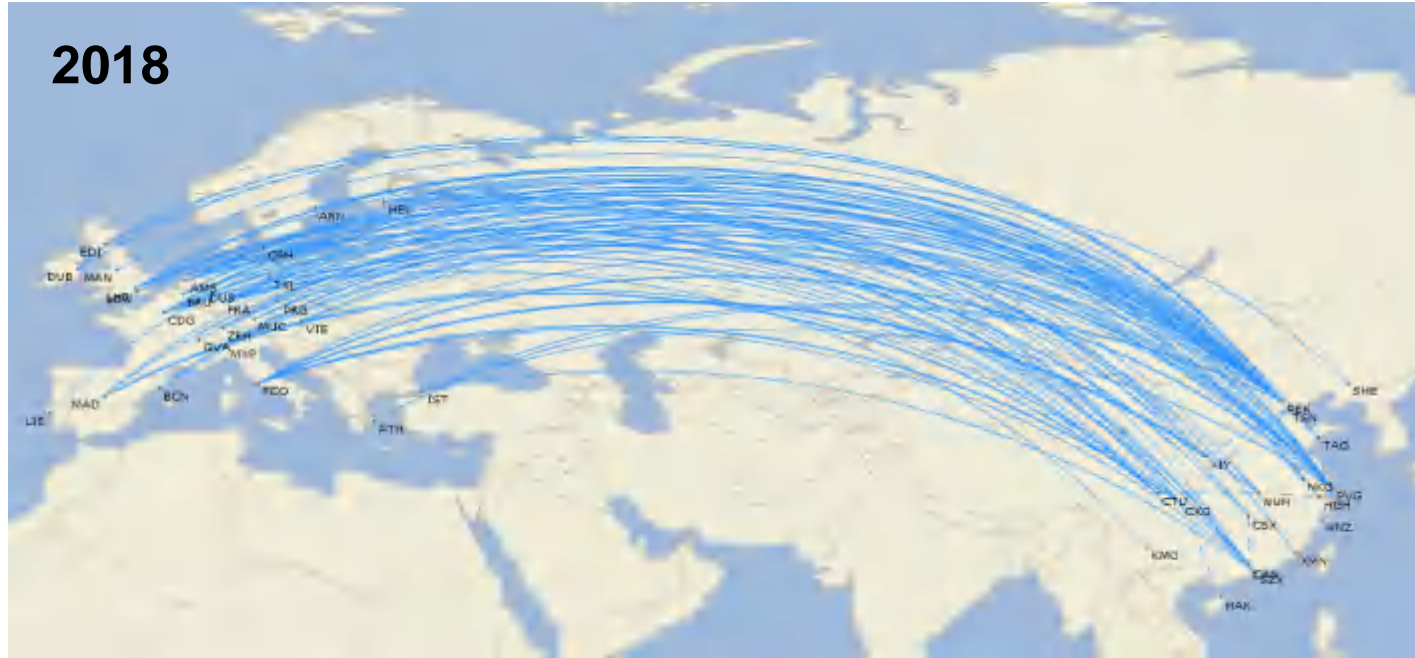 2018
ARN
HEL
EDI
CPH
DUB MAN
TXL
AMS
DUS
BRU
FRA
PRG
CDG
MUC
VIE
ZRH
GVA
MXP
FCO
SHE
MAD
BCN
IST
LIS
ATH
PEK
TSN
TAO
XIY
NKG
PVG
CTU
WUH
HGH
CKG
CSX
WNZ
KMG
XMN
CAN
SZX
HAK